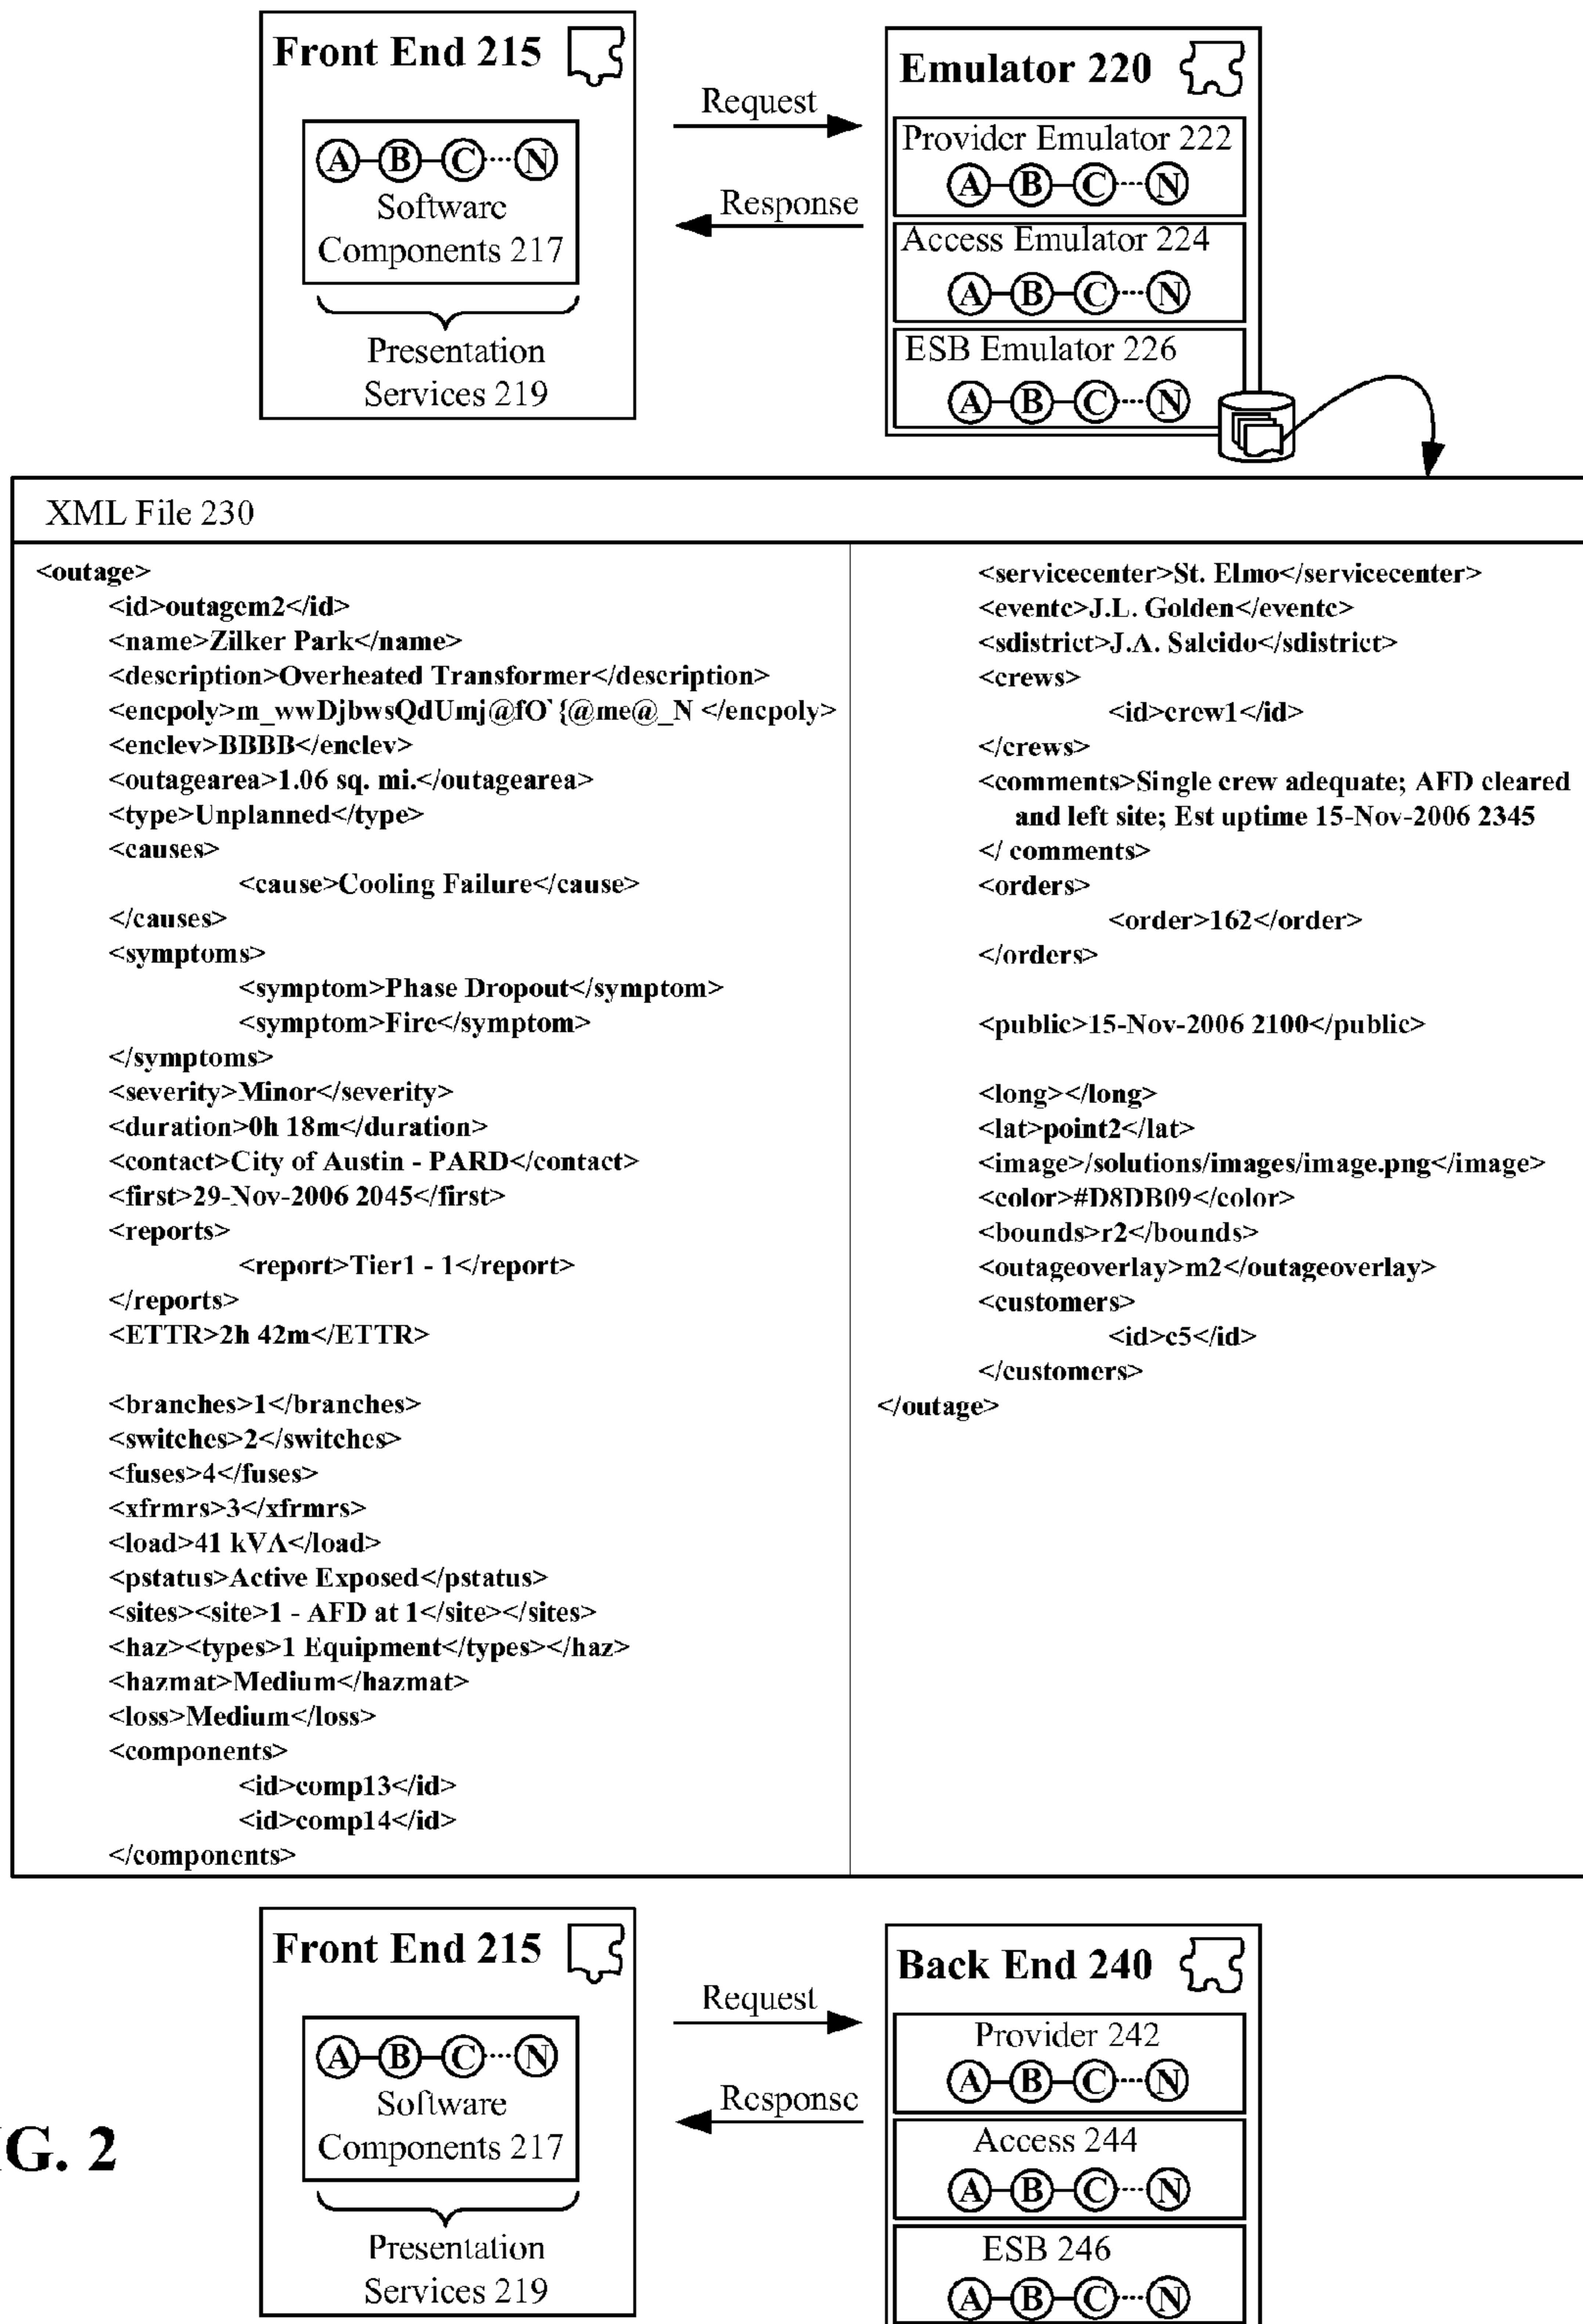 Front End 215
A B C N
Software
Components 217
Presentation
Services 219
Request
Response
Emulator 220
Provider Emulator 222
A B C N
Access Emulator 224
A B C N
ESB Emulator 226
A B C N
XML File 230
<outage>
<id>outagem2</id>
<name>Zilker Park</name>
<description>Overheated Transformer</description>
<encpoly>m_wwDjbwsQdUmj@fO`{@me@_N </encpoly>
<enclev>BBBB</enclev>
<outagearea>1.06 sq. mi.</outagearea>
<type>Unplanned</type>
<causes>
<cause>Cooling Failure</cause>
</causes>
<symptoms>
<symptom>Phase Dropout</symptom>
<symptom>Fire</symptom>
</symptoms>
<severity>Minor</severity>
<duration>0h 18m</duration>
<contact>City of Austin - PARD</contact>
<first>29-Nov-2006 2045</first>
<reports>
<report>Tier1 - 1</report>
</reports>
<ETTR>2h 42m</ETTR>
<branches>1</branches>
<switches>2</switches>
<fuses>4</fuses>
<xfrmrs>3</xfrmrs>
<load>41 kVA</load>
<pstatus>Active Exposed</pstatus>
<sites><site>1 - AFD at 1</site></sites>
<haz><types>1 Equipment</types></haz>
<hazmat>Medium</hazmat>
<loss>Medium</loss>
<components>
<id>comp13</id>
<id>comp14</id>
</components>
<servicecenter>St. Elmo</servicecenter>
<evente>J.L. Golden</evente>
<sdistrict>J.A. Salcido</sdistrict>
<crews>
<id>crew1</id>
</crews>
<comments>Single crew adequate; AFD cleared
and left site; Est uptime 15-Nov-2006 2345
</ comments>
<orders>
<order>162</order>
</orders>
<public>15-Nov-2006 2100</public>
<long></long>
<lat>point2</lat>
<image>/solutions/images/image.png</image>
<color>#D8DB09</color>
<bounds>r2</bounds>
<outageoverlay>m2</outageoverlay>
<customers>
<id>c5</id>
</customers>
</outage>
Front End 215
A B C N
Software
Components 217
Presentation
Services 219
Request
Response
Back End 240
Provider 242
A B C N
Access 244
A B C N
ESB 246
A B C N
G. 2